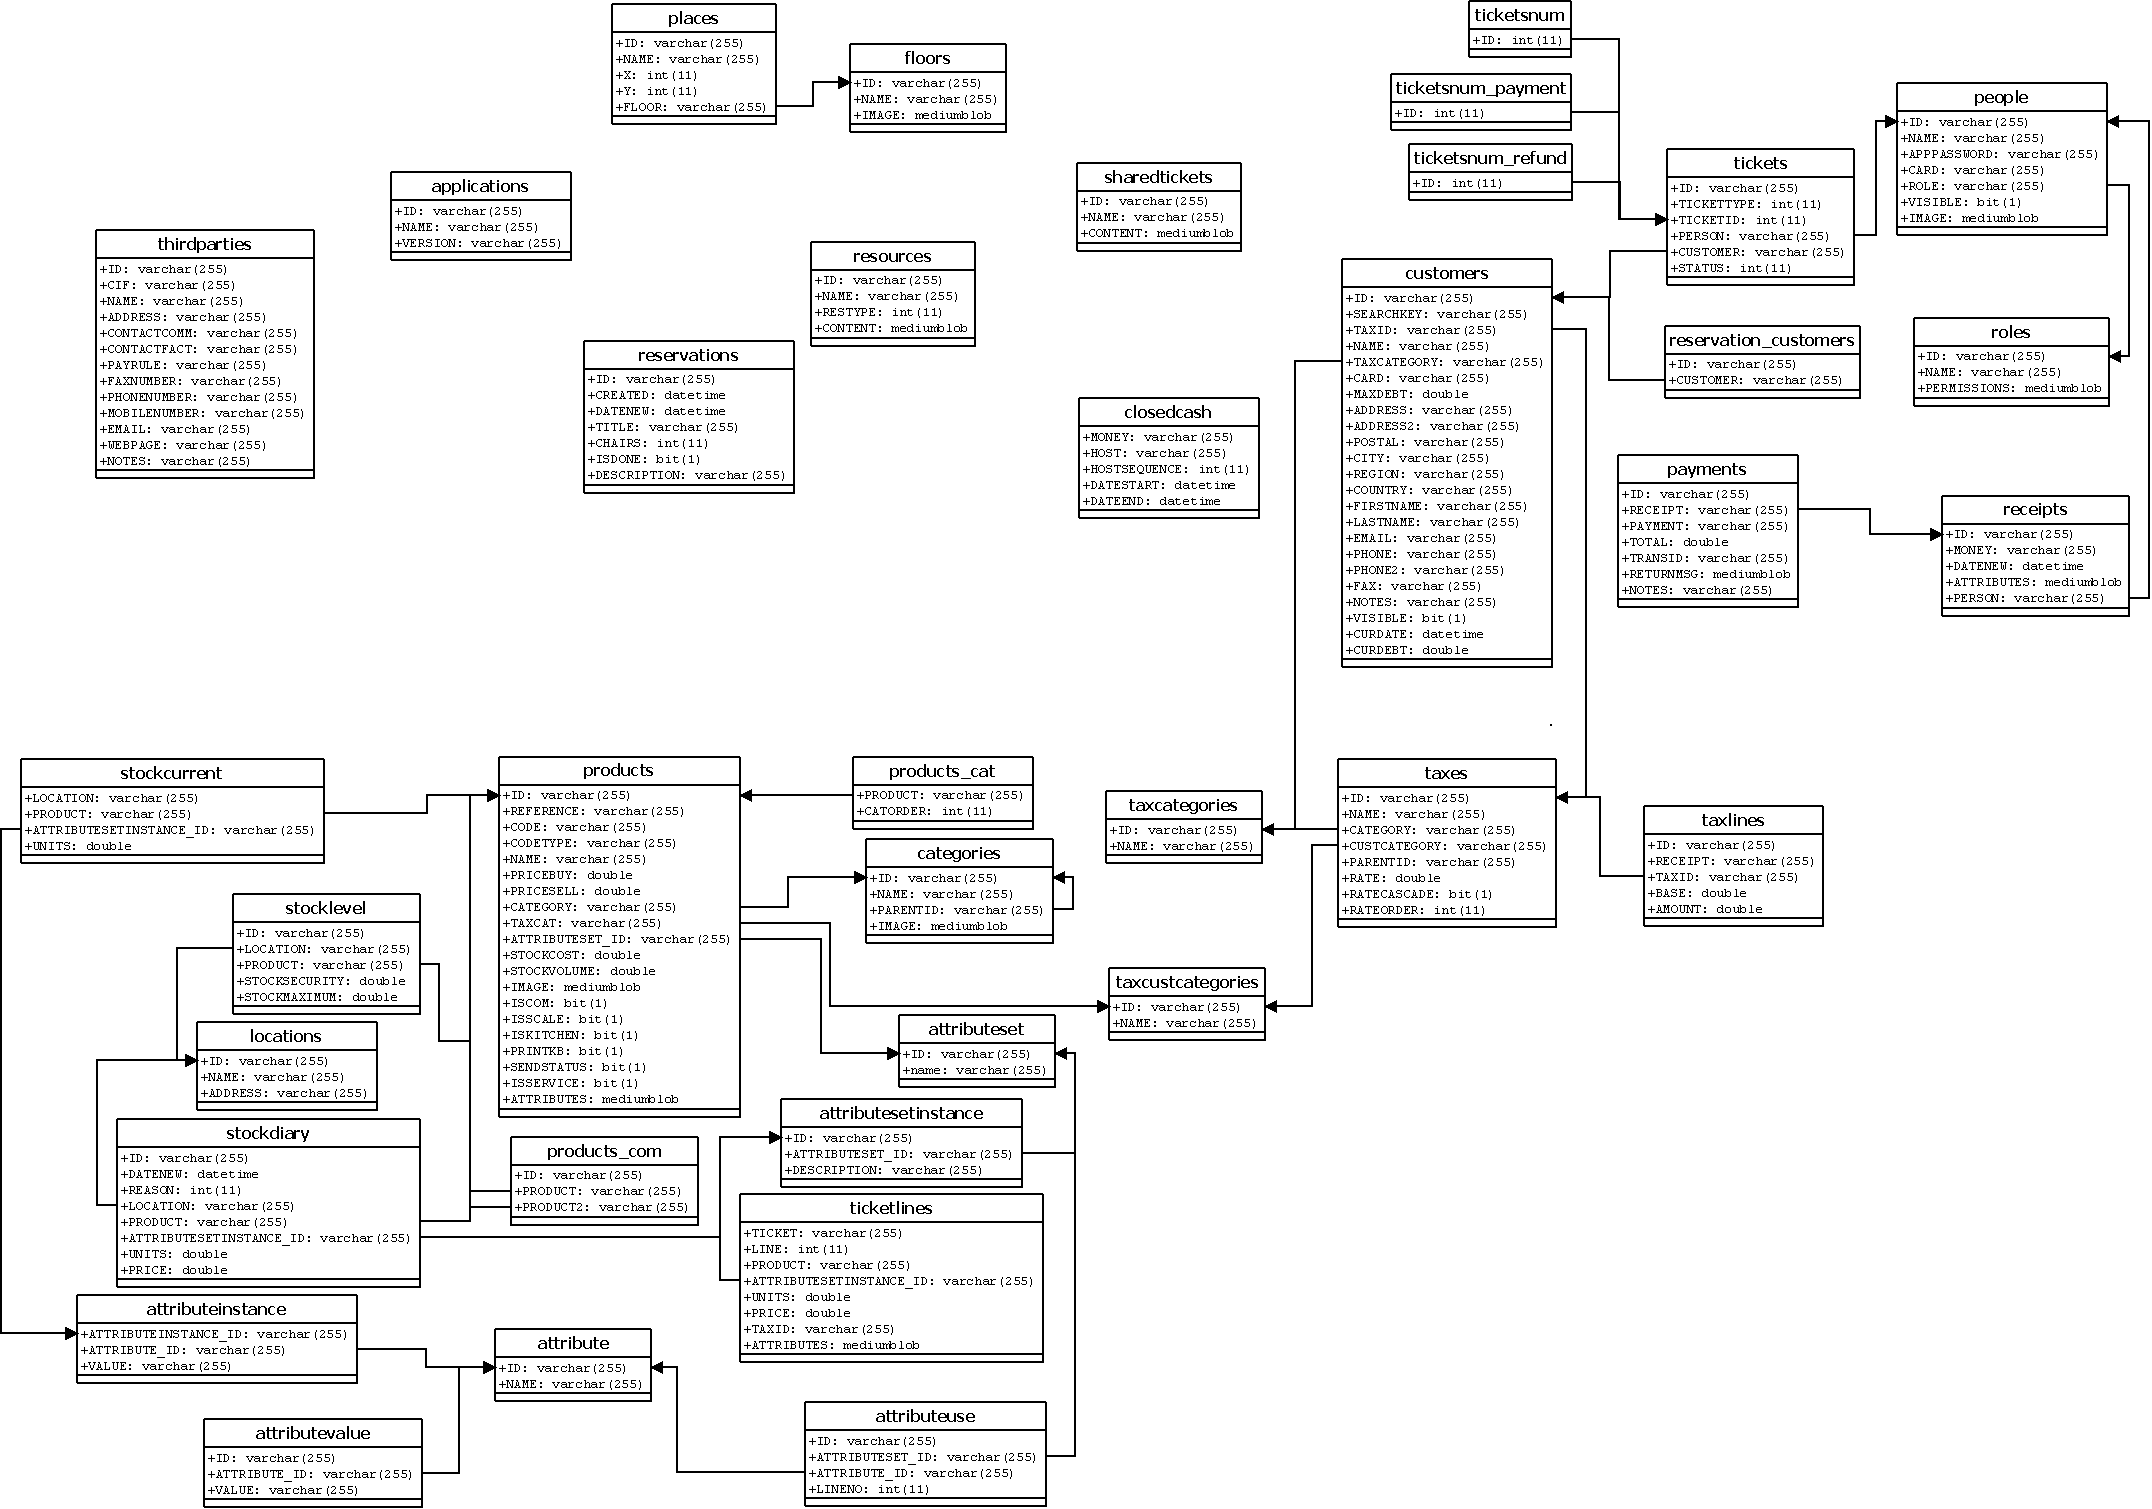 places
+ID: varchar(255)
+NAME: varchar(255)
+X: int(11)
+Y: int(11)
+FLOOR: varchar(255)
floors
+ID: varchar(255)
+NAME: varchar(255)
+IMAGE: mediumblob
ticketsnum
+ID: int(11)
ticketsnum_payment
+ID: int(11)
ticketsnum_refund
+ID: int(11)
tickets
+ID: varchar(255)
+TICKETTYPE: int(11)
+TICKETID: int(11)
+PERSON: varchar(255)
+CUSTOMER: varchar(255)
+STATUS: int(11)
people
+ID: varchar(255)
+NAME: varchar(255)
+APPPASSWORD: varchar(255)
+CARD: varchar(255)
+ROLE: varchar(255)
+VISIBLE: bit(1)
+IMAGE: mediumblob
applications
+ID: varchar(255)
+NAME: varchar(255)
+VERSION: varchar(255)
sharedtickets
+ID: varchar(255)
+NAME: varchar(255)
+CONTENT: mediumblob
thirdparties
+ID: varchar(255)
+CIF: varchar(255)
+NAME: varchar(255)
+ADDRESS: varchar(255)
+CONTACTCOMM: varchar(255)
+CONTACTFACT: varchar(255)
+PAYRULE: varchar(255)
+FAXNUMBER: varchar(255)
+PHONENUMBER: varchar(255)
+MOBILENUMBER: varchar(255)
+EMAIL: varchar(255)
+WEBPAGE: varchar(255)
+NOTES: varchar(255)
resources
+ID: varchar(255)
+NAME: varchar(255)
+RESTYPE: int(11)
+CONTENT: mediumblob
reservations
+ID: varchar(255)
+CREATED: datetime
+DATENEW: datetime
+TITLE: varchar(255)
+CHAIRS: int(11)
+ISDONE: bit(1)
+DESCRIPTION: varchar(255)
closedcash
+MONEY: varchar(255)
+HOST: varchar(255)
+HOSTSEQUENCE: int(11)
+DATESTART: datetime
+DATEEND: datetime
customers
+ID: varchar(255)
+SEARCHKEY: varchar(255)
+TAXID: varchar(255)
+NAME: varchar(255)
+TAXCATEGORY: varchar(255)
+CARD: varchar(255)
+MAXDEBT: double
+ADDRESS: varchar(255)
+ADDRESS2: varchar(255)
+POSTAL: varchar(255)
+CITY: varchar(255)
+REGION: varchar(255)
+COUNTRY: varchar(255)
+FIRSTNAME: varchar(255)
+LASTNAME: varchar(255)
+EMAIL: varchar(255)
+PHONE: varchar(255)
+PHONE2: varchar(255)
+FAX: varchar(255)
+NOTES: varchar(255)
+VISIBLE: bit(1)
+CURDATE: datetime
+CURDEBT: double
reservation_customers
+ID: varchar(255)
+CUSTOMER: varchar(255)
roles
+ID: varchar(255)
+NAME: varchar(255)
+PERMISSIONS: mediumblob
payments
+ID: varchar(255)
+RECEIPT: varchar(255)
+PAYMENT: varchar(255)
+TOTAL: double
+TRANSID: varchar(255)
+RETURNMSG: mediumblob
+NOTES: varchar(255)
receipts
+ID: varchar(255)
+MONEY: varchar(255)
+DATENEW: datetime
+ATTRIBUTES: mediumblob
+PERSON: varchar(255)
stockcurrent
+LOCATION: varchar(255)
+PRODUCT: varchar(255)
+ATTRIBUTESETINSTANCE_ID: varchar(255)
+UNITS: double
products
+ID: varchar(255)
+REFERENCE: varchar(255)
+CODE: varchar(255)
+CODETYPE: varchar(255)
+NAME: varchar(255)
+PRICEBUY: double
+PRICESELL: double
+CATEGORY: varchar(255)
+TAXCAT: varchar(255)
+ATTRIBUTESET_ID: varchar(255)
+STOCKCOST: double
+STOCKVOLUME: double
+IMAGE: mediumblob
+ISCOM: bit(1)
+ISSCALE: bit(1)
+ISKITCHEN: bit(1)
+PRINTKB: bit(1)
+SENDSTATUS: bit(1)
+ISSERVICE: bit(1)
+ATTRIBUTES: mediumblob
products_cat
+PRODUCT: varchar(255)
+CATORDER: int(11)
categories
+ID: varchar(255)
+NAME: varchar(255)
+PARENTID: varchar(255)
+IMAGE: mediumblob
taxcategories
+ID: varchar(255)
+NAME: varchar(255)
taxes
+ID: varchar(255)
+NAME: varchar(255)
+CATEGORY: varchar(255)
+CUSTCATEGORY: varchar(255)
+PARENTID: varchar(255)
+RATE: double
+RATECASCADE: bit(1)
+RATEORDER: int(11)
taxlines
+ID: varchar(255)
+RECEIPT: varchar(255)
+TAXID: varchar(255)
+BASE: double
+AMOUNT: double
stocklevel
+ID: varchar(255)
+LOCATION: varchar(255)
+PRODUCT: varchar(255)
+STOCKSECURITY: double
+STOCKMAXIMUM: double
taxcustcategories
+ID: varchar(255)
+NAME: varchar(255)
locations
+ID: varchar(255)
+NAME: varchar(255)
+ADDRESS: varchar(255)
attributeset
+ID: varchar(255)
+name: varchar(255)
stockdiary
+ID: varchar(255)
+DATENEW: datetime
+REASON: int(11)
+LOCATION: varchar(255)
+PRODUCT: varchar(255)
+ATTRIBUTESETINSTANCE_ID: varchar(255)
+UNITS: double
+PRICE: double
products_com
+ID: varchar(255)
+PRODUCT: varchar(255)
+PRODUCT2: varchar(255)
attributesetinstance
+ID: varchar(255)
+ATTRIBUTESET_ID: varchar(255)
+DESCRIPTION: varchar(255)
ticketlines
+TICKET: varchar(255)
+LINE: int(11)
+PRODUCT: varchar(255)
+ATTRIBUTESETINSTANCE_ID: varchar(255)
+UNITS: double
+PRICE: double
+TAXID: varchar(255)
+ATTRIBUTES: mediumblob
attributeinstance
+ATTRIBUTEINSTANCE_ID: varchar(255)
+ATTRIBUTE_ID: varchar(255)
+VALUE: varchar(255)
attribute
+ID: varchar(255)
+NAME: varchar(255)
attributevalue
+ID: varchar(255)
+ATTRIBUTE_ID: varchar(255)
+VALUE: varchar(255)
attributeuse
+ID: varchar(255)
+ATTRIBUTESET_ID: varchar(255)
+ATTRIBUTE_ID: varchar(255)
+LINENO: int(11)